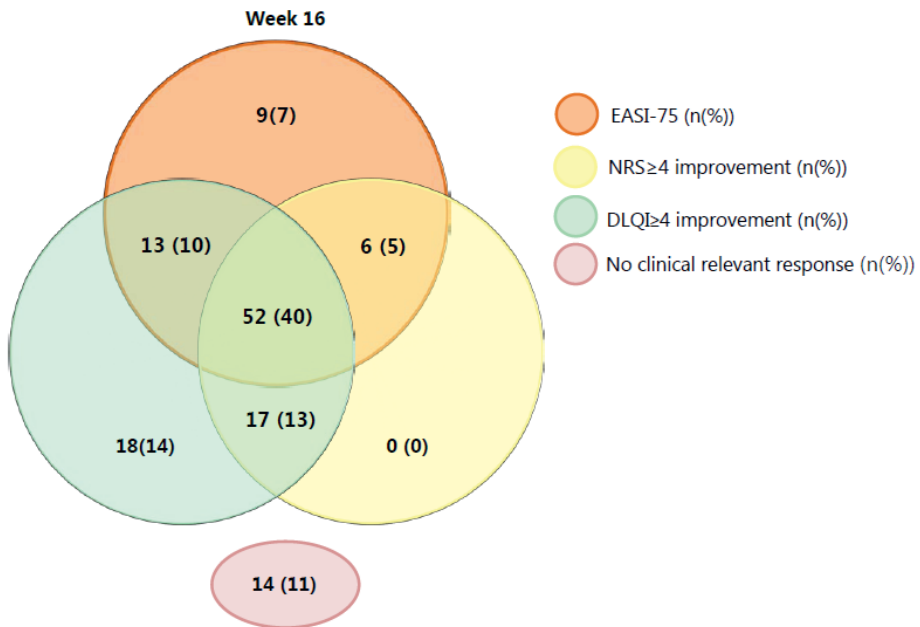 Week 16
9(7)
13 (10)
6 (5)
52 (40)
17 (13)
18(14)
0 (0)
14 (11)
EASI-75 (n(%))
NRS≥4 improvement (n(%))
DLQI≥4 improvement (n(%))
No clinical relevant response (n(%))